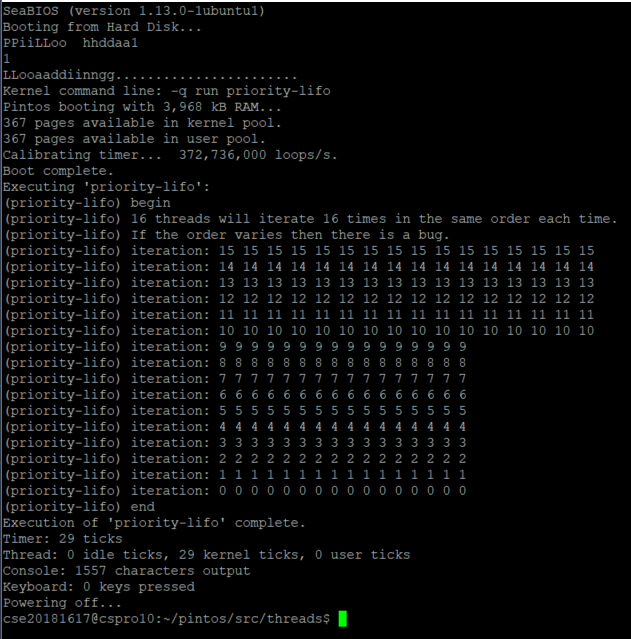 SeaBIOS (version 1.13.0-1ubuntu1)
Booting from Hard Disk...
PPiiLLoo  hhddaa1
1
LLooaaddiinngg.......................
Kernel command line: -q run priority-lifo
Pintos booting with 3,968 kB RAM...
367 pages available in kernel pool.
367 pages available in user pool.
Calibrating timer...  372,736,000 loops/s.
Boot complete.
Executing 'priority-lifo':
(priority-lifo) begin
(priority-lifo) 16 threads will iterate 16 times in the same order each time.
(priority-lifo) If the order varies then there is a bug.
(priority-lifo) iteration: 15 15 15 15 15 15 15 15 15 15 15 15 15 15 15 15
(priority-lifo) iteration: 14 14 14 14 14 14 14 14 14 14 14 14 14 14 14 14
(priority-lifo) iteration: 13 13 13 13 13 13 13 13 13 13 13 13 13 13 13 13
(priority-lifo) iteration: 12 12 12 12 12 12 12 12 12 12 12 12 12 12 12 12
(priority-lifo) iteration: 11 11 11 11 11 11 11 11 11 11 11 11 11 11 11 11
(priority-lifo) iteration: 10 10 10 10 10 10 10 10 10 10 10 10 10 10 10 10
(priority-lifo) iteration: 9 9 9 9 9 9 9 9 9 9 9 9 9 9 9 9
(priority-lifo) iteration: 8 8 8 8 8 8 8 8 8 8 8 8 8 8 8 8
(priority-lifo) iteration: 7 7 7 7 7 7 7 7 7 7 7 7 7 7 7 7
(priority-lifo) iteration: 6 6 6 6 6 6 6 6 6 6 6 6 6 6 6 6
(priority-lifo) iteration: 5 5 5 5 5 5 5 5 5 5 5 5 5 5 5 5
(priority-lifo) iteration: 4 4 4 4 4 4 4 4 4 4 4 4 4 4 4 4
(priority-lifo) iteration: 3 3 3 3 3 3 3 3 3 3 3 3 3 3 3 3
(priority-lifo) iteration: 2 2 2 2 2 2 2 2 2 2 2 2 2 2 2 2
(priority-lifo) iteration: 1 1 1 1 1 1 1 1 1 1 1 1 1 1 1 1
(priority-lifo) iteration: 0 0 0 0 0 0 0 0 0 0 0 0 0 0 0 0
(priority-lifo) end
Execution of 'priority-lifo' complete.
Timer: 29 ticks
Thread: 0 idle ticks, 29 kernel ticks, 0 user ticks
Console: 1557 characters output
Keyboard: 0 keys pressed
Powering off...
cse20181617@cspro10:~/pintos/src/threads$